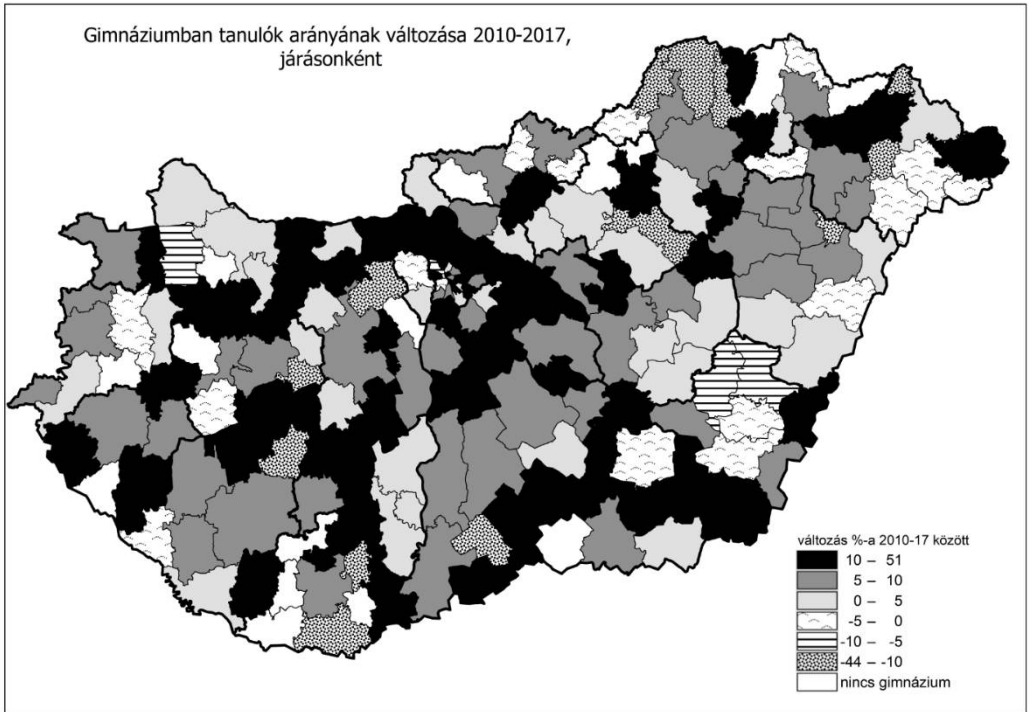 Gimnáziumban tanulók arányának változása 2010-2017,
járásonként
változás %-a 2010-17 között
10 – 51
5 – 10
0 – 5
-5 – 0
-10 – -5
-44 – -10
nincs gimnázium